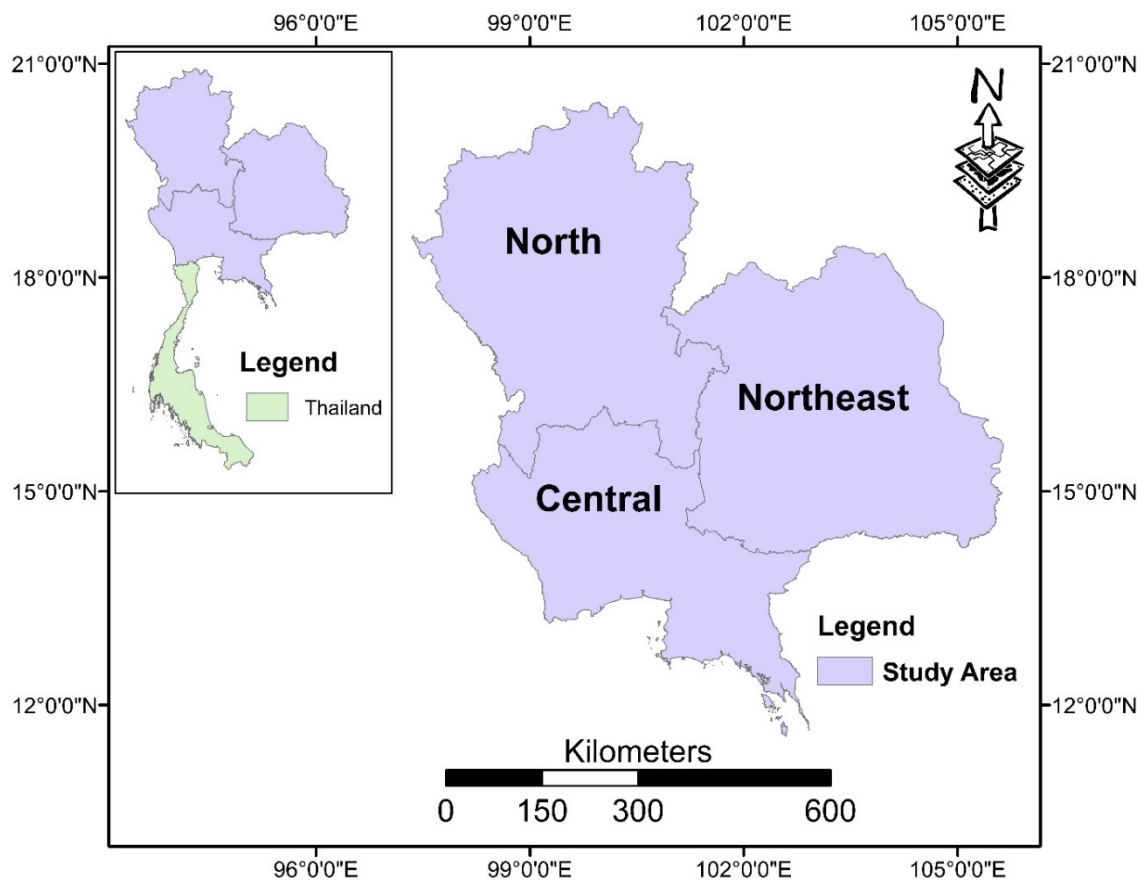 96°0'0"E 99°0'0"E 102°0'0"E 105°0'0"E
21°0'0"N 21°0'0"N
N
North
18°0'0"N 18°0'0"N
Legend
Thailand
Northeast
15°0'0"N Central 15°0'0"N
Legend
Study Area
12°0'0"N 12°0'0"N
Kilometers
0 150 300 600
96°0'0"E 99°0'0"E 102°0'0"E 105°0'0"E